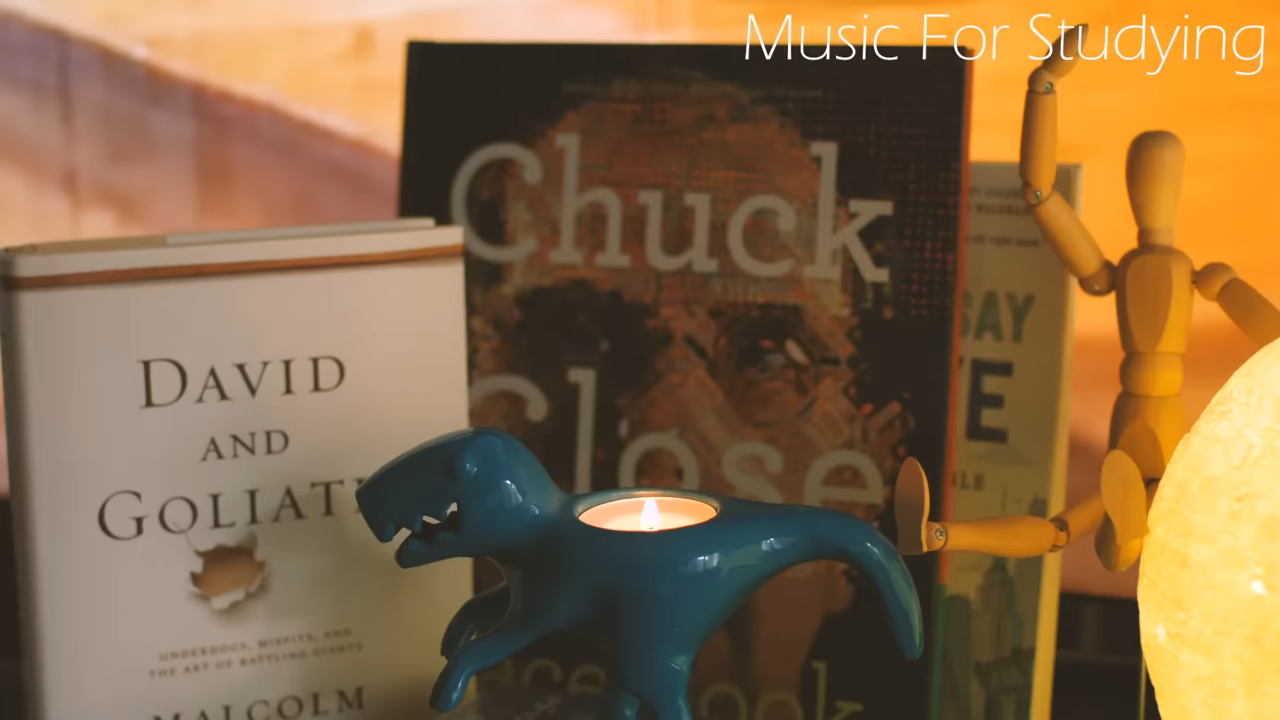 Music For Studying
Chuck
Close
DAVID
AND
GOLIAT
UNDERDOGS, MISFITS, AND
THE ART OF BATTLING GIANTS
MALCOLM
SAY
E